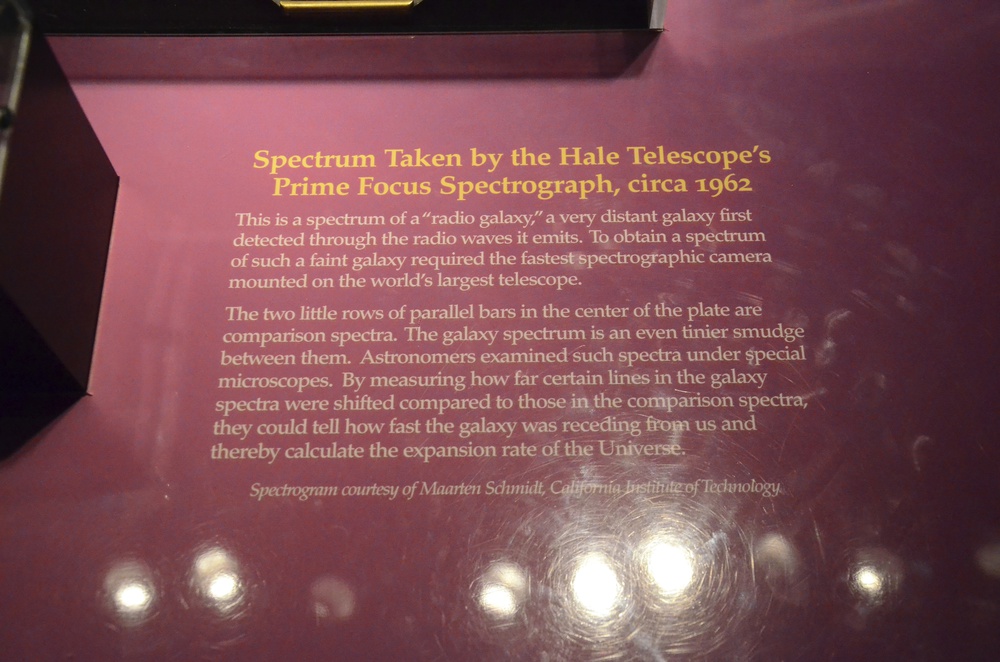 Spectrum Taken by the Hale Telescope's
Prime Focus Spectrograph, circa 1962
This is a spectrum of a “radio galaxy,” a very distant galaxy first
detected through the radio waves it emits. To obtain a spectrum
of such a faint galaxy required the fastest spectrographic camera
mounted on the world's largest telescope.
The two little rows of parallel bars in the center of the plate are
comparison spectra. The galaxy spectrum is an even tinier smudge
between them. Astronomers examined such spectra under special
microscopes. By measuring how far certain lines in the galaxy
spectra were shifted compared to those in the comparison spectra,
they could tell how fast the galaxy was receding from us and
thereby calculate the expansion rate of the Universe.
Spectrogram courtesy of Maarten Schmidt, California Institute of Technology.